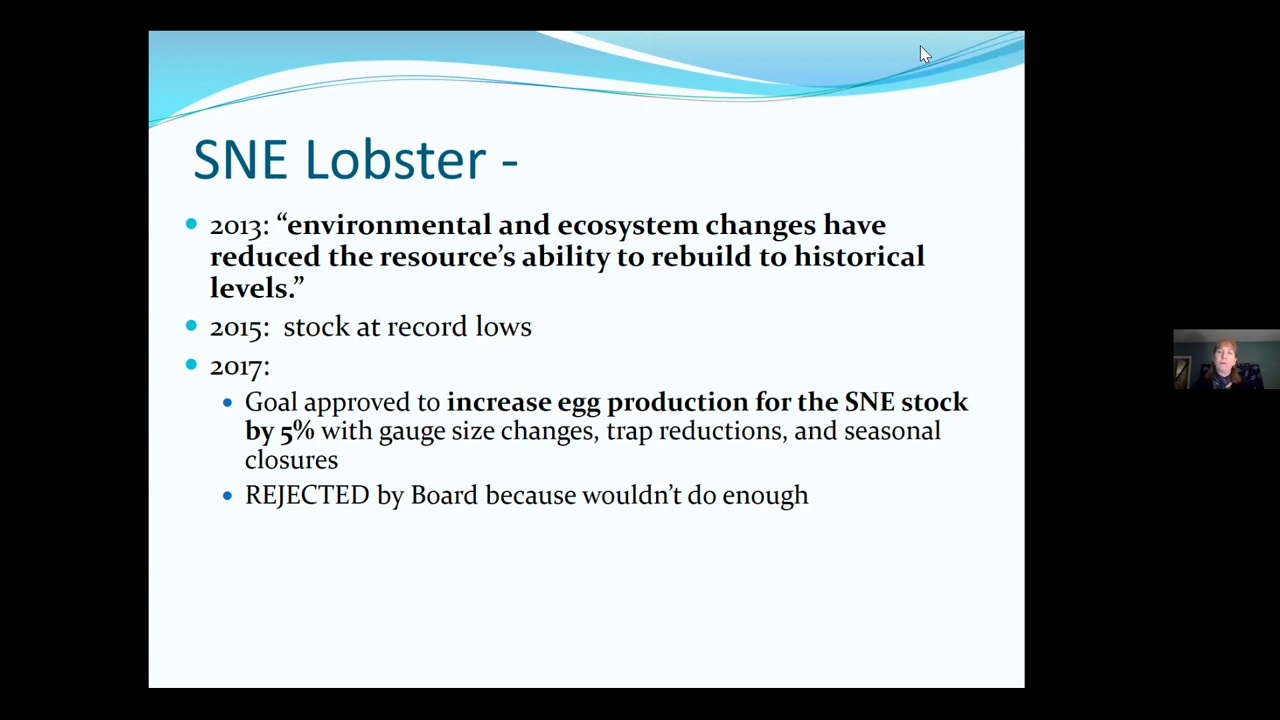 SNE Lobster -
2013: “environmental and ecosystem changes have
reduced the resource’s ability to rebuild to historical
levels.”
2015: stock at record lows
2017:
Goal approved to increase egg production for the SNE stock
by 5% with gauge size changes, trap reductions, and seasonal
closures
REJECTED by Board because wouldn’t do enough